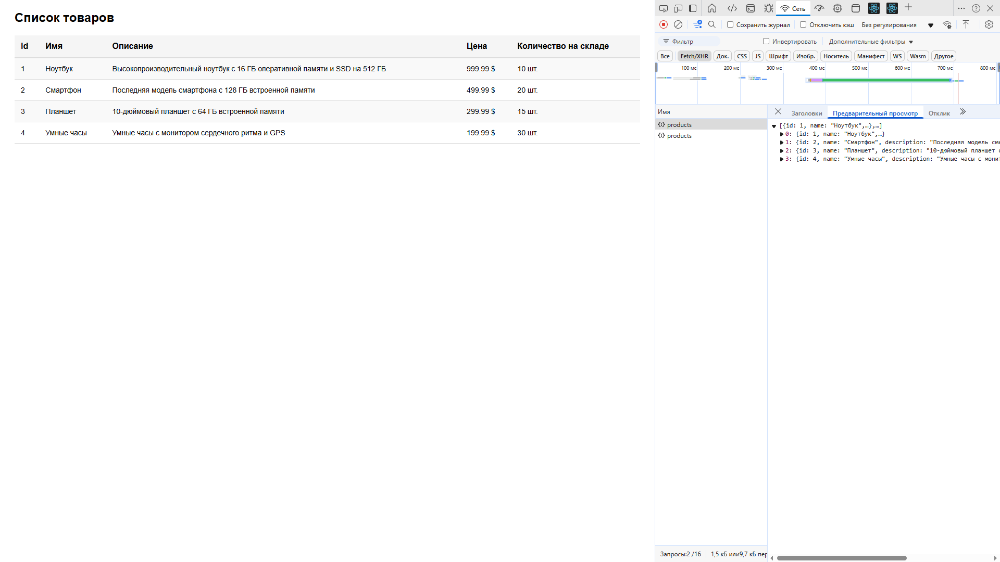 Список товаров
Id Имя Описание Цена Количество на складе
1 Ноутбук Высокопроизводительный ноутбук с 16 ГБ оперативной памяти и SSD на 512 ГБ 999.99 $ 10 шт.
2 Смартфон Последняя модель смартфона с 128 ГБ встроенной памяти 499.99 $ 20 шт.
3 Планшет 10-дюймовый планшет с 64 ГБ встроенной памяти 299.99 $ 15 шт.
4 Умные часы Умные часы с монитором сердечного ритма и GPS 199.99 $ 30 шт.
Сеть
Сохранить журнал Отключить кэш Без регулирования
Фильтр Инвертировать Дополнительные фильтры
Все Fetch/XHR Док. CSS JS Шрифт Изобр. Носитель Манифест WS Wasm Другое
100 мс 200 мс 300 мс 400 мс 500 мс 600 мс 700 мс 800 мс
Имя
products
products
Заголовки Предварительный просмотр Отклик
[{id: 1, name: "Ноутбук",…},…]
0: {id: 1, name: "Ноутбук",…}
1: {id: 2, name: "Смартфон", description: "Последняя модель сма
2: {id: 3, name: "Планшет", description: "10-дюймовый планшет с
3: {id: 4, name: "Умные часы", description: "Умные часы с мони
Запросы:2 /16 1,5 кБ или9,7 кБ пер